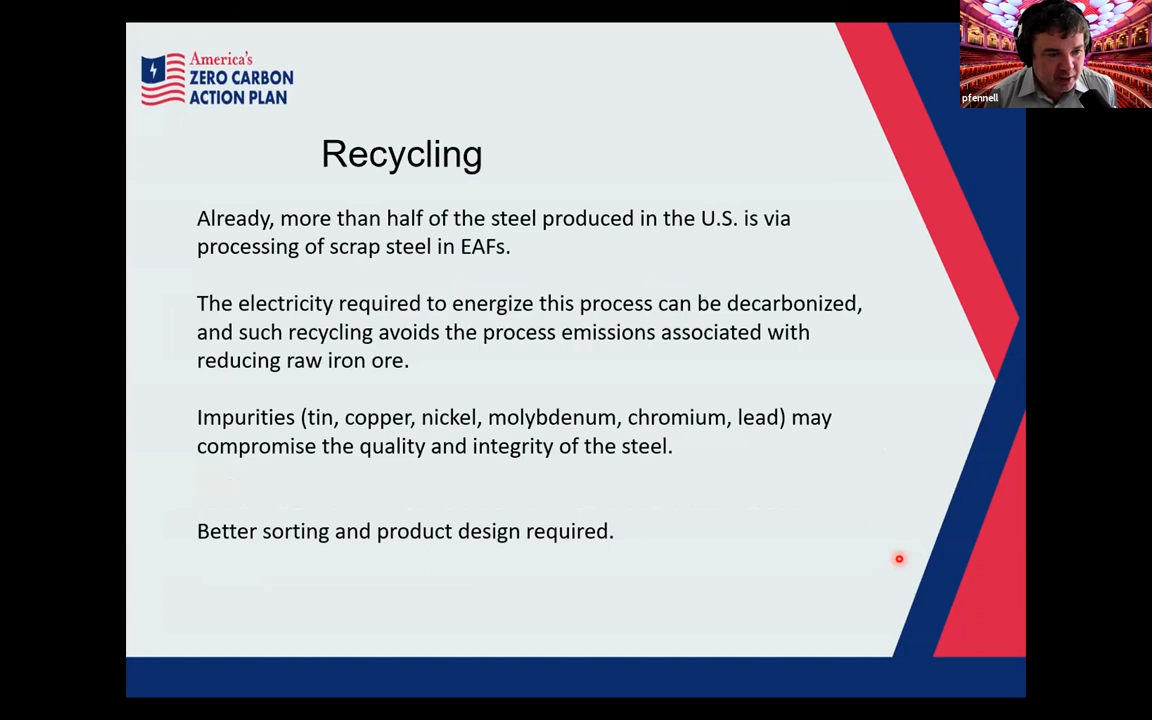 America's
ZERO CARBON
ACTION PLAN
pfennell
Recycling
Already, more than half of the steel produced in the U.S. is via
processing of scrap steel in EAFs.
The electricity required to energize this process can be decarbonized,
and such recycling avoids the process emissions associated with
reducing raw iron ore.
Impurities (tin, copper, nickel, molybdenum, chromium, lead) may
compromise the quality and integrity of the steel.
Better sorting and product design required.